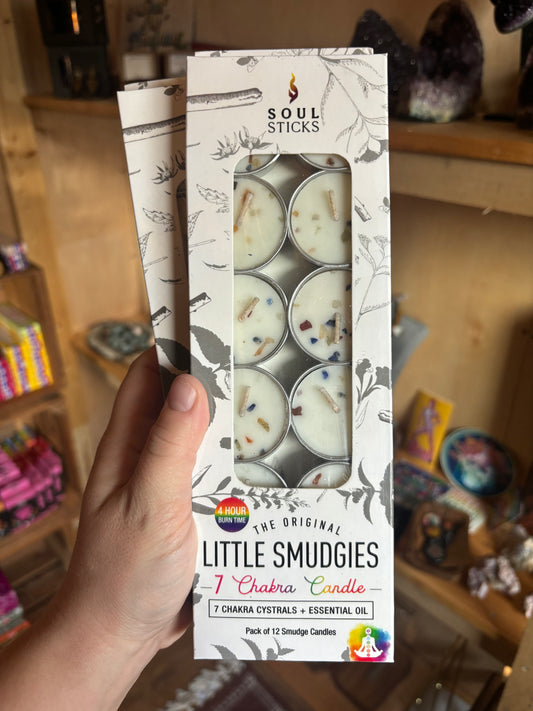 SOUL
STICKS
4 HOUR
BURN TIME
THE ORIGINAL
LITTLE SMUDGIES
7 Chakra Candle
7 CHAKRA CYSTRALS + ESSENTIAL OIL
Pack of 12 Smudge Candles